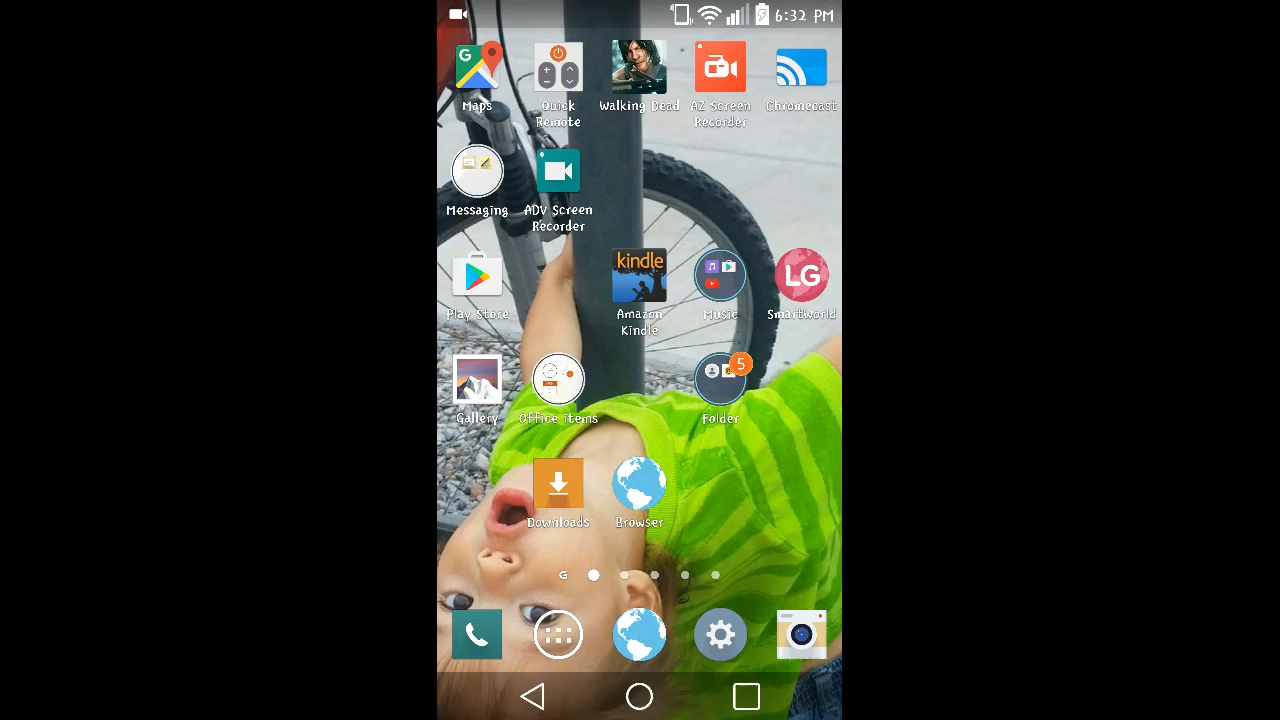 6:32 PM
G
Maps
Quick
Remote
Walking Dead
AZ Screen
Recorder
Chromecast
Messaging
ADV Screen
Recorder
kindle
LG
Play Store
Amazon
Kindle
Music
SmartWorld
5
Gallery
Office items
Folder
Downloads
Browser
G